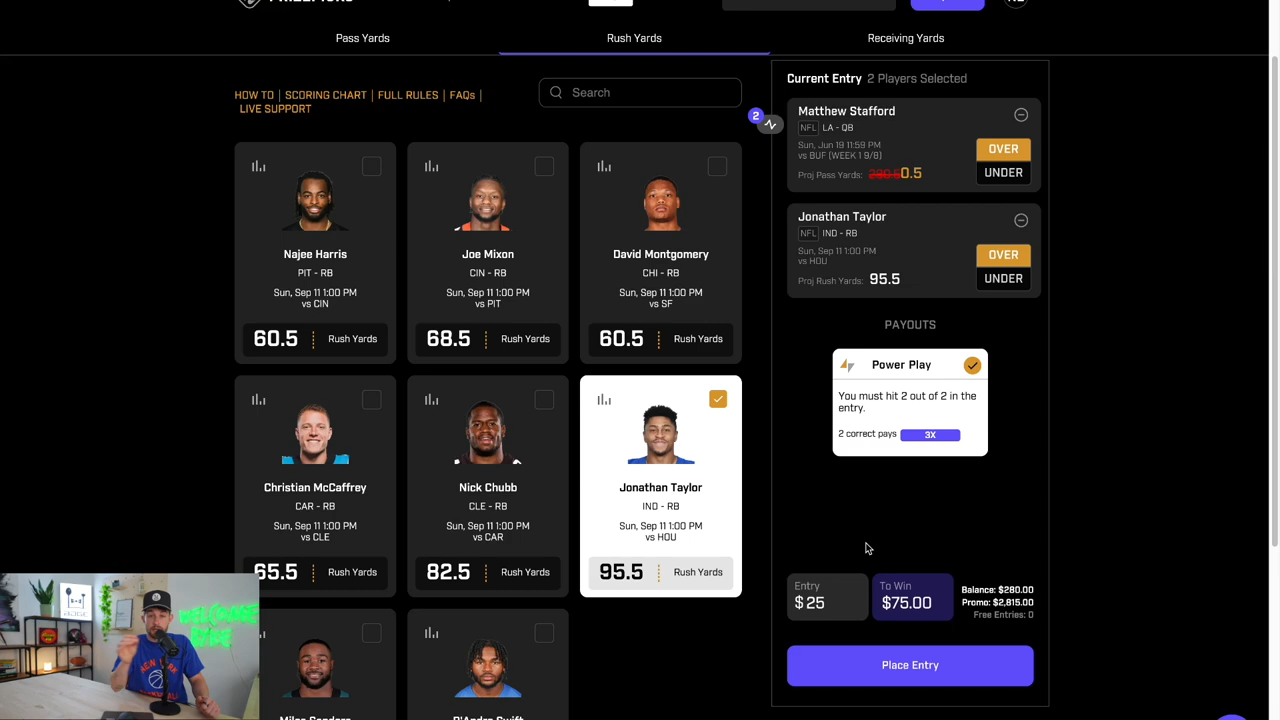 Pass Yards
Rush Yards
Receiving Yards
HOW TO | SCORING CHART | FULL RULES | FAQs |
LIVE SUPPORT
Search
Najee Harris
PIT - RB
Sun, Sep 11 1:00 PM
vs CIN
60.5
Rush Yards
Joe Mixon
CIN - RB
Sun, Sep 11 1:00 PM
vs PIT
68.5
Rush Yards
David Montgomery
CHI - RB
Sun, Sep 11 1:00 PM
vs SF
60.5
Rush Yards
Christian McCaffrey
CAR - RB
Sun, Sep 11 1:00 PM
vs CLE
65.5
Rush Yards
Nick Chubb
CLE - RB
Sun, Sep 11 1:00 PM
vs CAR
82.5
Rush Yards
Jonathan Taylor
IND - RB
Sun, Sep 11 1:00 PM
vs HOU
95.5
Rush Yards
2
Current Entry 2 Players Selected
Matthew Stafford
NFL LA - QB
Sun, Jun 19 11:59 PM
vs BUF (WEEK 1 9/8)
Proj Pass Yards: 0.5
OVER
UNDER
Jonathan Taylor
NFL IND - RB
Sun, Sep 11 1:00 PM
vs HOU
Proj Rush Yards: 95.5
OVER
UNDER
PAYOUTS
Power Play
You must hit 2 out of 2 in the
entry.
2 correct pays 3X
Entry
$ 25
To Win
$75.00
Balance: $280.00
Promo: $2,815.00
Free Entries: 0
Place Entry
WELCOME
NEW YORK